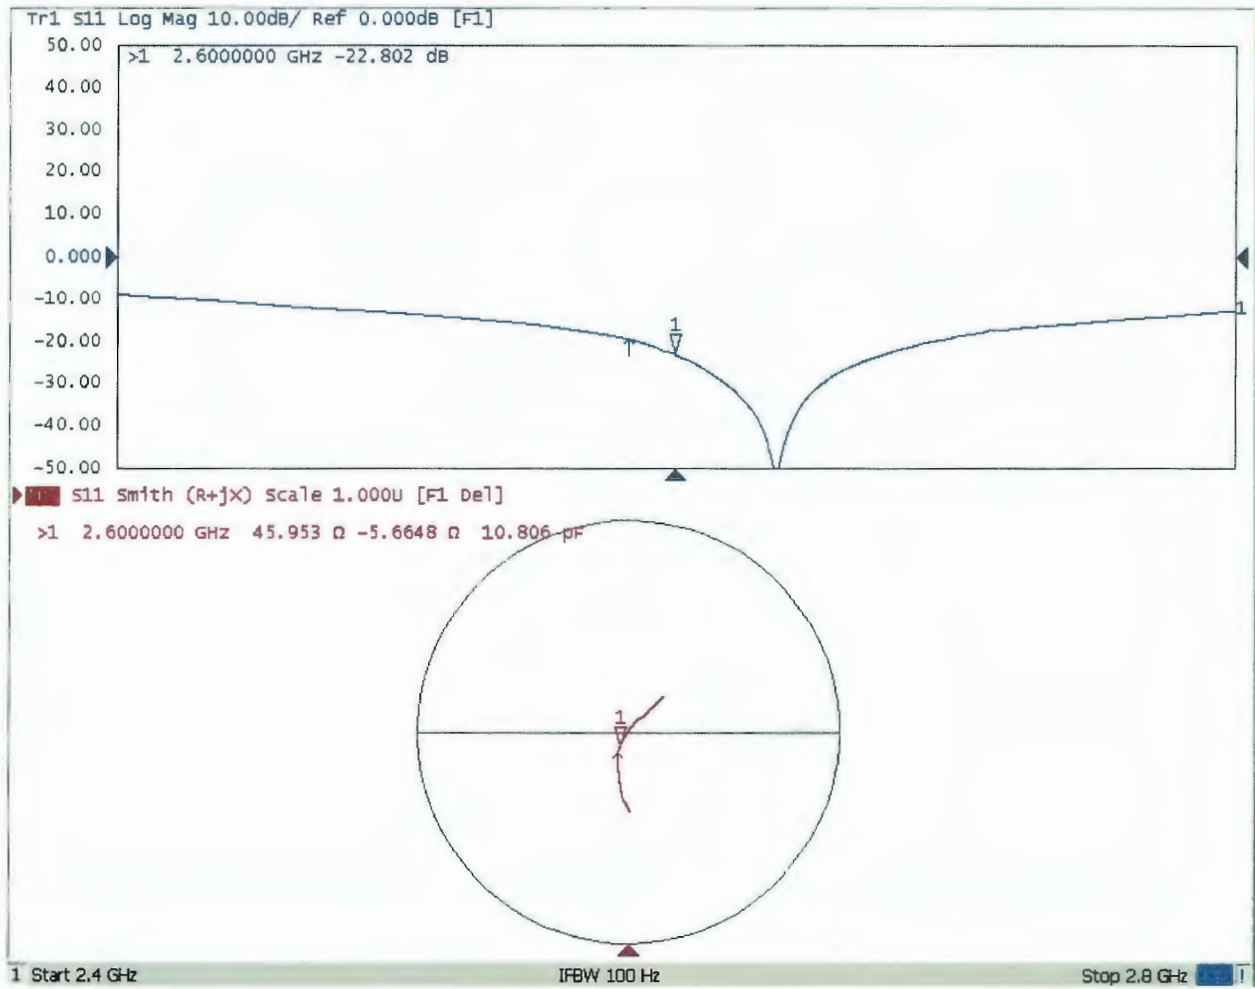 Tr1 S11 Log Mag 10.00dB/ Ref 0.000dB [F1]
50.00
>1 2.6000000 GHz -22.802 dB
40.00
30.00
20.00
10.00
0.000
-10.00
1
-20.00
1
-30.00
-40.00
-50.00
S11 Smith (R+jX) Scale 1.000U [F1 Del]
>1 2.6000000 GHz 45.953 Ω -5.6648 Ω 10.806 pF
1
1 Start 2.4 GHz IFBW 100 Hz Stop 2.8 GHz !